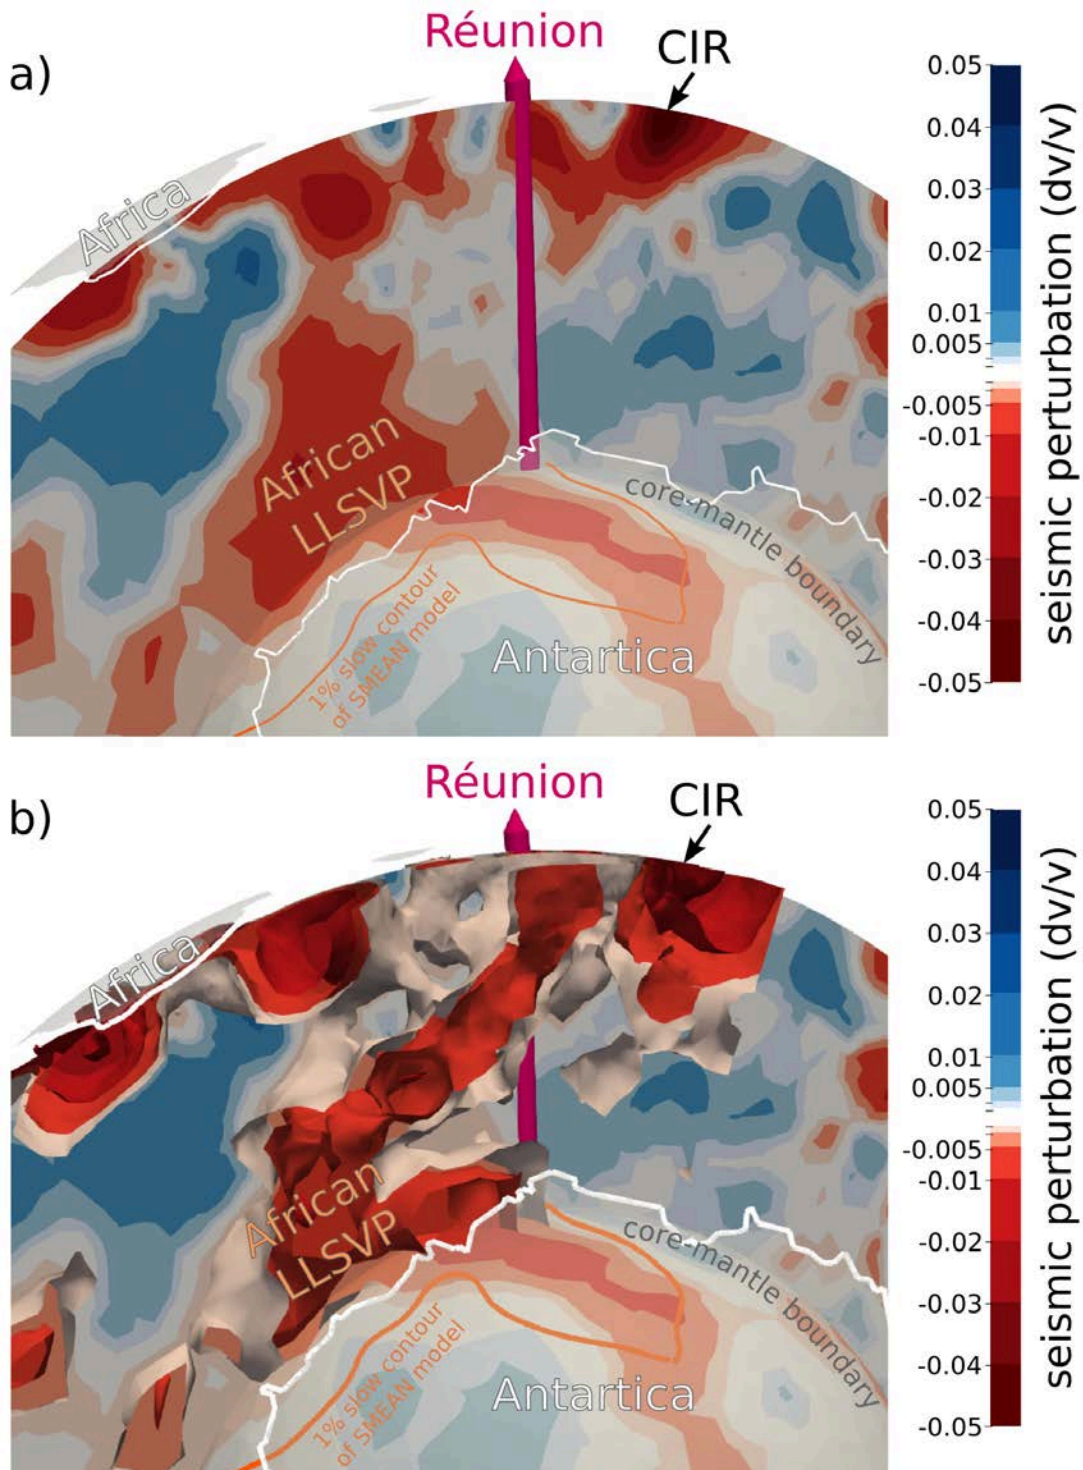 a)
Réunion
CIR
Africa
African
LLSVP
core-mantle boundary
1% slow contour
of SMEAN model
Antartica
0.05
0.04
0.03
0.02
0.01
0.005
-0.005
-0.01
-0.02
-0.03
-0.04
-0.05
seismic perturbation (dv/v)
b)
Réunion
CIR
Africa
African
LLSVP
core-mantle boundary
1% slow contour
of SMEAN model
Antartica
0.05
0.04
0.03
0.02
0.01
0.005
-0.005
-0.01
-0.02
-0.03
-0.04
-0.05
seismic perturbation (dv/v)